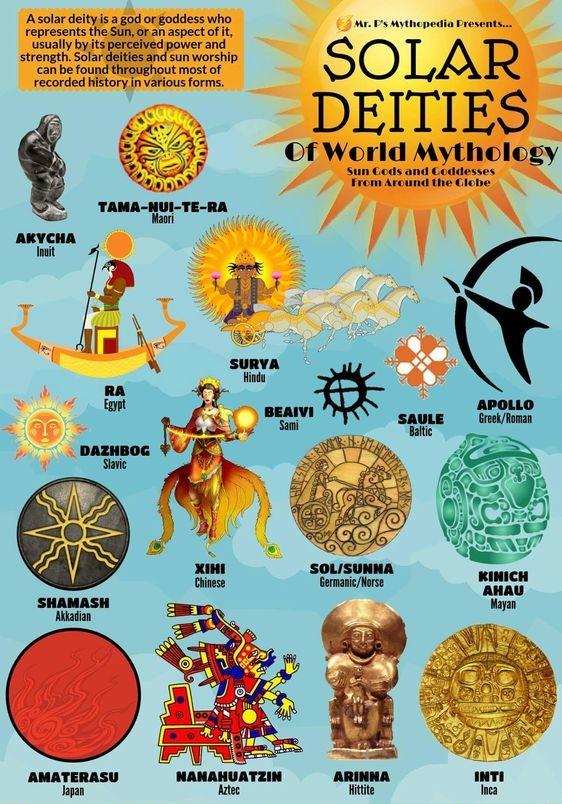 A solar deity is a god or goddess who
represents the Sun, or an aspect of it,
usually by its perceived power and
strength. Solar deities and sun worship
can be found throughout most of
recorded history in various forms.
Mr. P's Mythopedia Presents...
SOLAR
DEITIES
Of World Mythology
Sun Gods and Goddesses
From Around the Globe
AKYCHA
Inuit
TAMA-NUI-TE-RA
Maori
RA
Egypt
SURYA
Hindu
BEAIVI
Sami
SAULE
Baltic
APOLLO
Greek/Roman
DAZHBOG
Slavic
SHAMASH
Akkadian
XIHI
Chinese
SOL/SUNNA
Germanic/Norse
KINICH
AHAU
Mayan
AMATERASU
Japan
NANAHUATZIN
Aztec
ARINNA
Hittite
INTI
Inca